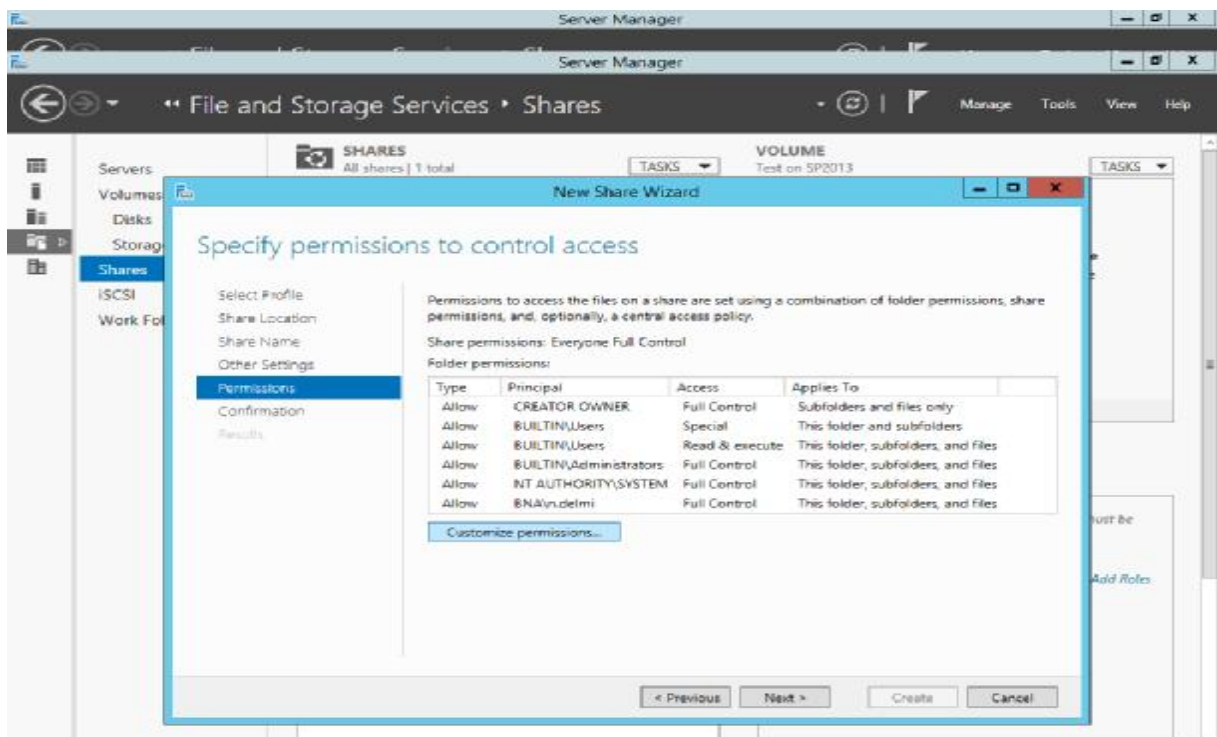 Server Manager
Server Manager
File and Storage Services • Shares
Manage Tools View Help
Servers
Volumes
Disks
Storag
Shares
iSCSI
Work Fol
SHARES
All shares | 1 total
TASKS
VOLUME
Test on SP2013
TASKS
New Share Wizard
Specify permissions to control access
Select Profile
Share Location
Share Name
Other Settings
Permissions
Confirmation
Results
Permissions to access the files on a share are set using a combination of folder permissions, share
permissions, and, optionally, a central access policy.
Share permissions: Everyone Full Control
Folder permissions:
Type Principal Access Applies To
Allow CREATOR OWNER Full Control Subfolders and files only
Allow BUILTIN\Users Special This folder and subfolders
Allow BUILTIN\Users Read & execute This folder, subfolders, and files
Allow BUILTIN\Administrators Full Control This folder, subfolders, and files
Allow NT AUTHORITY\SYSTEM Full Control This folder, subfolders, and files
Allow BNA\n.delmi Full Control This folder, subfolders, and files
Customize permissions...
must be
Add Roles
< Previous Next > Create Cancel